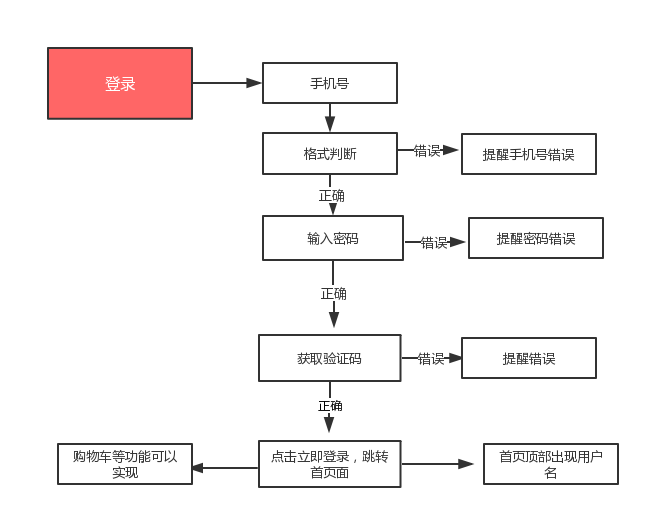 登录
手机号
格式判断
错误
提醒手机号错误
正确
输入密码
错误
提醒密码错误
正确
获取验证码
错误
提醒错误
正确
购物车等功能可以
实现
点击立即登录，跳转
首页面
首页顶部出现用户
名